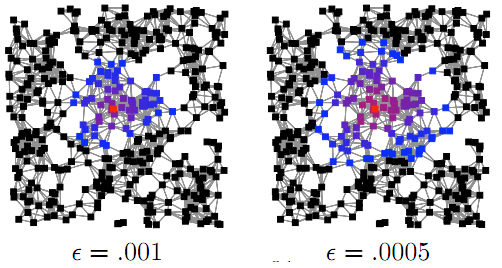 ϵ = .001
ϵ = .0005